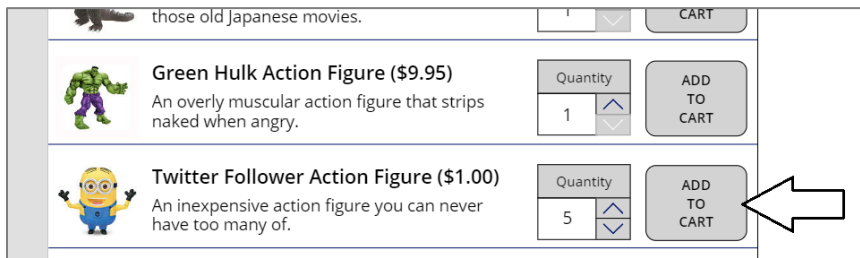 those old Japanese movies.
1
CART
Green Hulk Action Figure ($9.95)
An overly muscular action figure that strips
naked when angry.
Quantity
1
ADD
TO
CART
Twitter Follower Action Figure ($1.00)
An inexpensive action figure you can never
have too many of.
Quantity
5
ADD
TO
CART